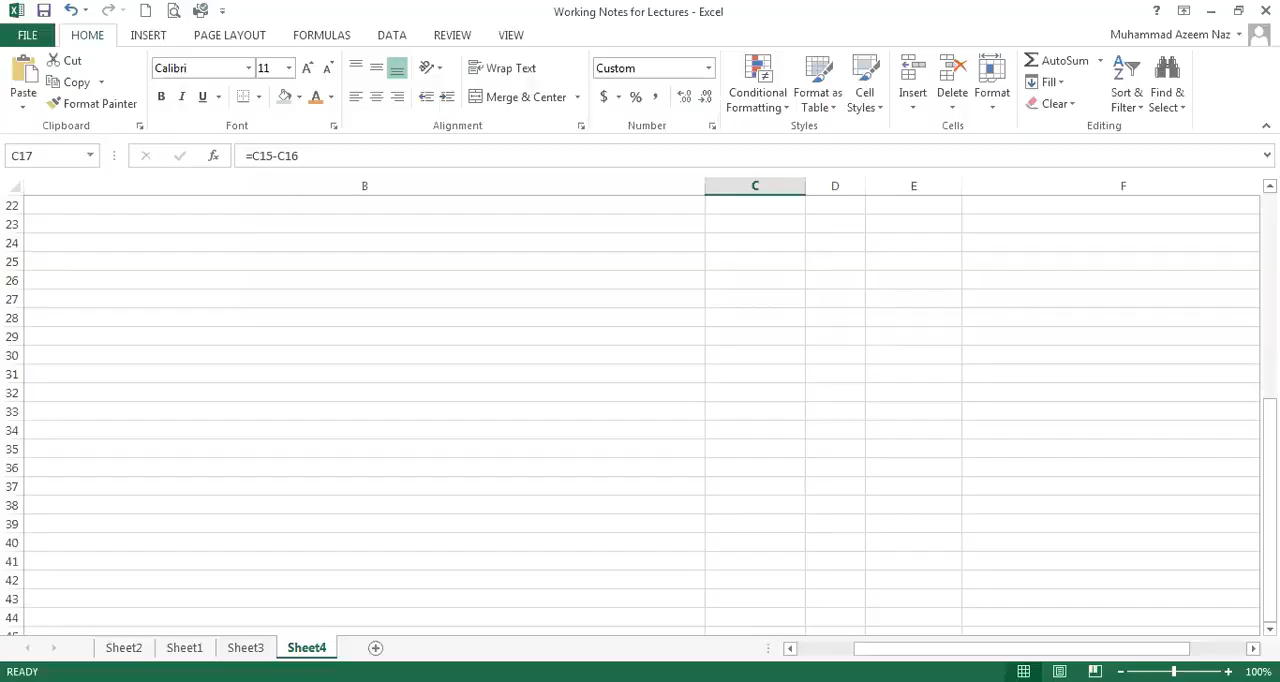 Working Notes for Lectures - Excel
?
FILE HOME INSERT PAGE LAYOUT FORMULAS DATA REVIEW VIEW
Muhammad Azeem Naz
Paste
Cut
Copy
Format Painter
Clipboard
Calibri 11
B I U
Font
Wrap Text
Merge & Center
Alignment
Custom
$ % ,
Number
Conditional Formatting
Format as Table
Cell Styles
Styles
Insert Delete Format
Cells
AutoSum
Fill
Clear
Sort & Filter
Find & Select
Editing
C17
fx
=C15-C16
B C D E F
22
23
24
25
26
27
28
29
30
31
32
33
34
35
36
37
38
39
40
41
42
43
44
Sheet2 Sheet1 Sheet3 Sheet4
READY
100%